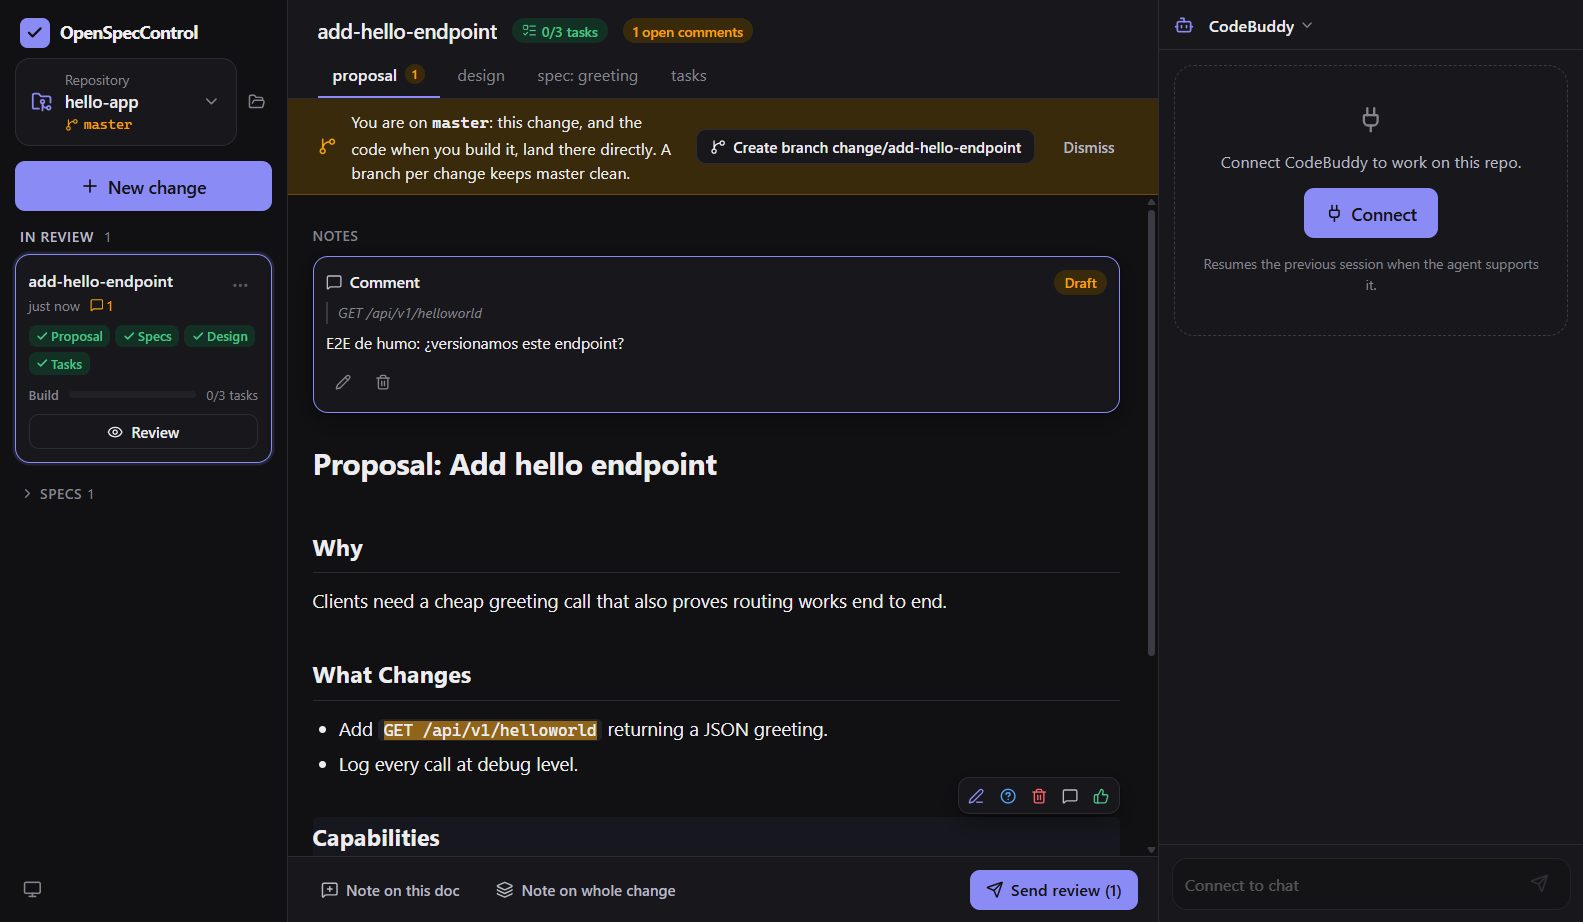 OpenSpecControl
Repository
hello-app
master
New change
IN REVIEW 1
add-hello-endpoint
just now 1
Proposal
Specs
Design
Tasks
Build 0/3 tasks
Review
SPECS 1
add-hello-endpoint
0/3 tasks
1 open comments
proposal 1
design
spec: greeting
tasks
You are on master: this change, and the
code when you build it, land there directly. A
branch per change keeps master clean.
Create branch change/add-hello-endpoint
Dismiss
NOTES
Comment
Draft
GET /api/v1/helloworld
E2E de humo: ¿versionamos este endpoint?
Proposal: Add hello endpoint
Why
Clients need a cheap greeting call that also proves routing works end to end.
What Changes
• Add GET /api/v1/helloworld returning a JSON greeting.
• Log every call at debug level.
Capabilities
Note on this doc
Note on whole change
Send review (1)
CodeBuddy
Connect CodeBuddy to work on this repo.
Connect
Resumes the previous session when the agent supports
it.
Connect to chat